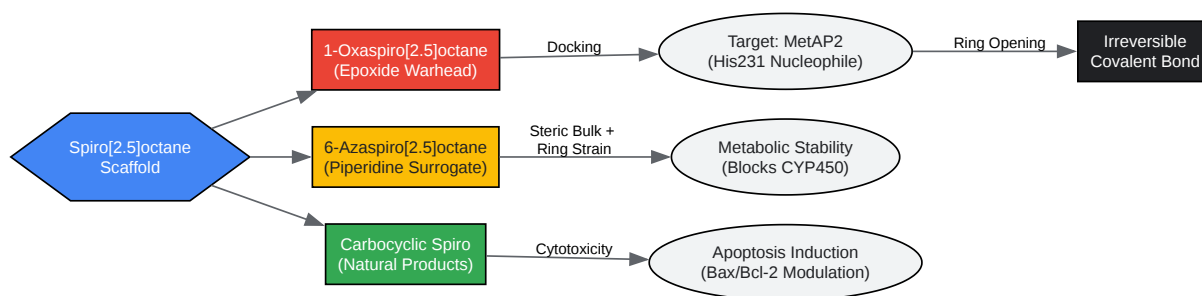 Spiro[2.5]octane
Scaffold
1-Oxaspiro[2.5]octane
(Epoxide Warhead)
Docking
Target: MetAP2
(His231 Nucleophile)
Ring Opening
Irreversible
Covalent Bond
6-Azaspiro[2.5]octane
(Piperidine Surrogate)
Steric Bulk +
Ring Strain
Metabolic Stability
(Blocks CYP450)
Carbocyclic Spiro
(Natural Products)
Cytotoxicity
Apoptosis Induction
(Bax/Bcl-2 Modulation)